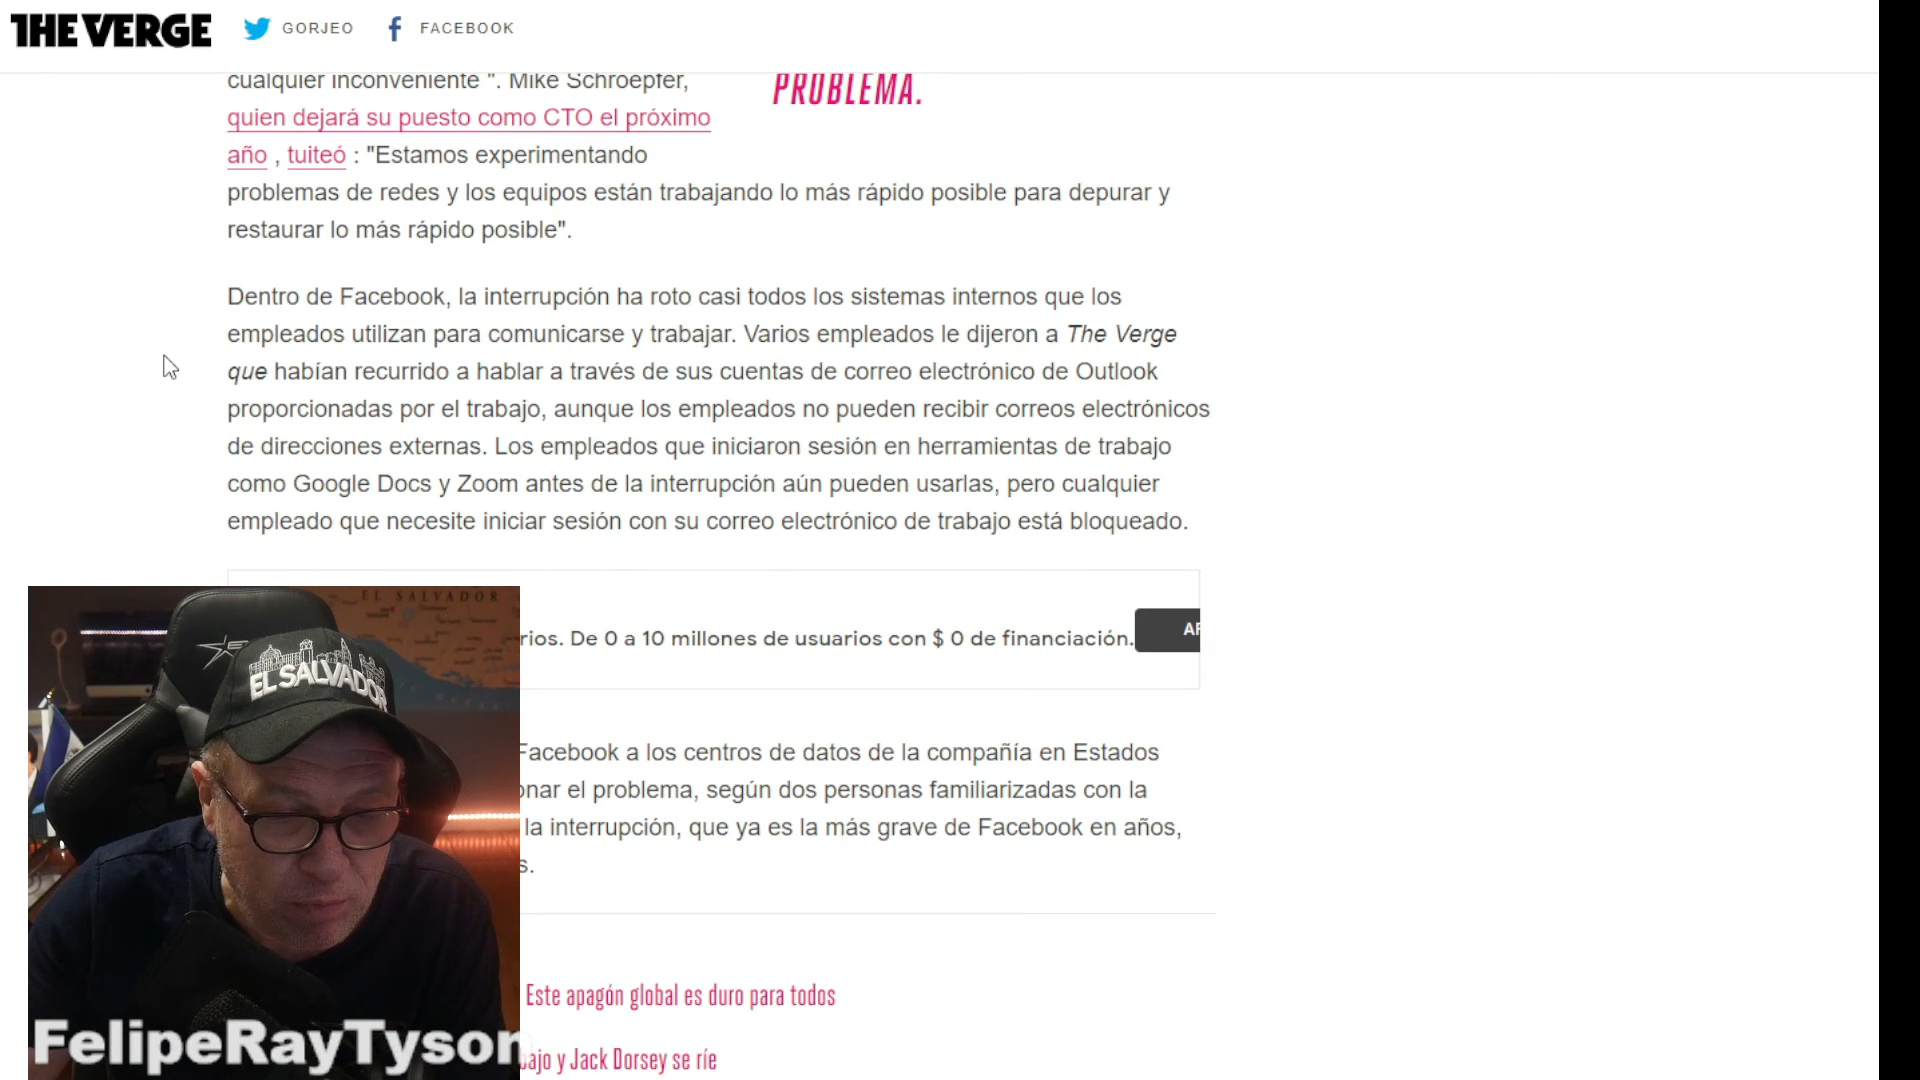 THE VERGE
GORJEO
FACEBOOK
cualquier inconveniente ". Mike Schroepfer,
PROBLEMA.
quien dejará su puesto como CTO el próximo
año , tuiteó : "Estamos experimentando
problemas de redes y los equipos están trabajando lo más rápido posible para depurar y
restaurar lo más rápido posible".
Dentro de Facebook, la interrupción ha roto casi todos los sistemas internos que los
empleados utilizan para comunicarse y trabajar. Varios empleados le dijeron a The Verge
que habían recurrido a hablar a través de sus cuentas de correo electrónico de Outlook
proporcionadas por el trabajo, aunque los empleados no pueden recibir correos electrónicos
de direcciones externas. Los empleados que iniciaron sesión en herramientas de trabajo
como Google Docs y Zoom antes de la interrupción aún pueden usarlas, pero cualquier
empleado que necesite iniciar sesión con su correo electrónico de trabajo está bloqueado.
rios. De 0 a 10 millones de usuarios con $ 0 de financiación.
Facebook a los centros de datos de la compañía en Estados
onar el problema, según dos personas familiarizadas con la
la interrupción, que ya es la más grave de Facebook en años,
s.
Este apagón global es duro para todos
bajo y Jack Dorsey se ríe
EL SALVADOR
EL SALVADOR
FelipeRayTyson